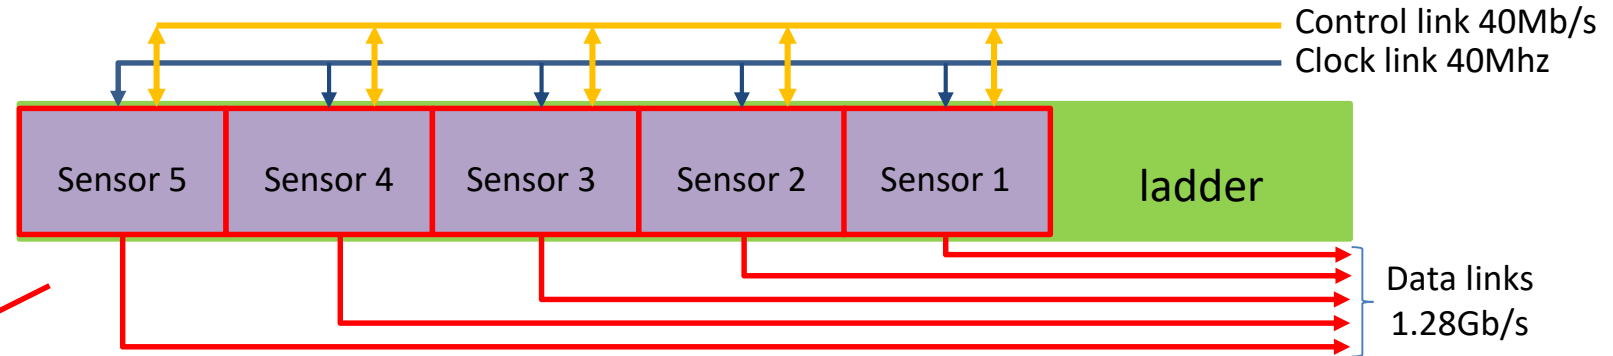 Control link 40Mb/s
Clock link 40Mhz
Sensor 5
Sensor 4
Sensor 3
Sensor 2
Sensor 1
ladder
Data links
1.28Gb/s